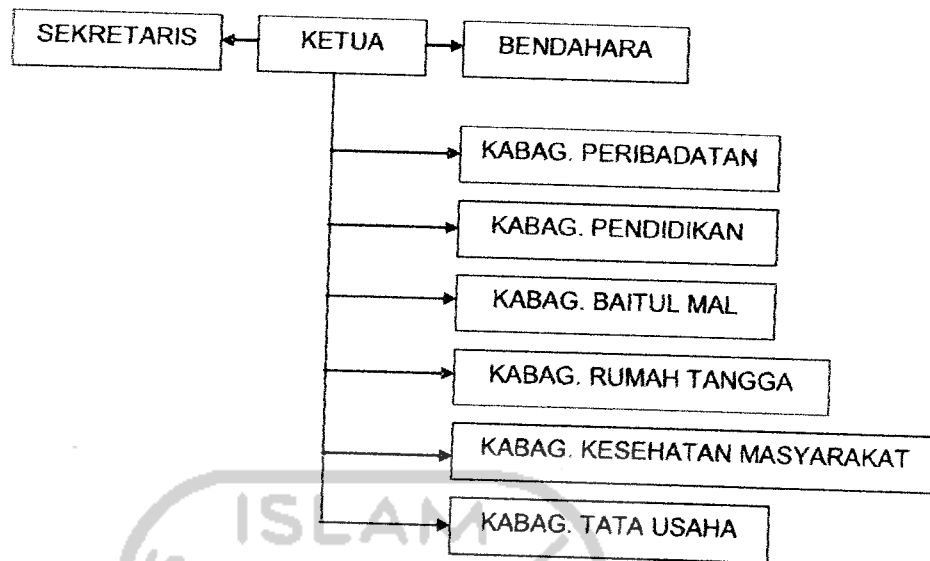 SEKRETARIS
KETUA
BENDAHARA
KABAG. PERIBADATAN
KABAG. PENDIDIKAN
KABAG. BAITUL MAL
KABAG. RUMAH TANGGA
KABAG. KESEHATAN MASYARAKAT
KABAG. TATA USAHA
ISLAM